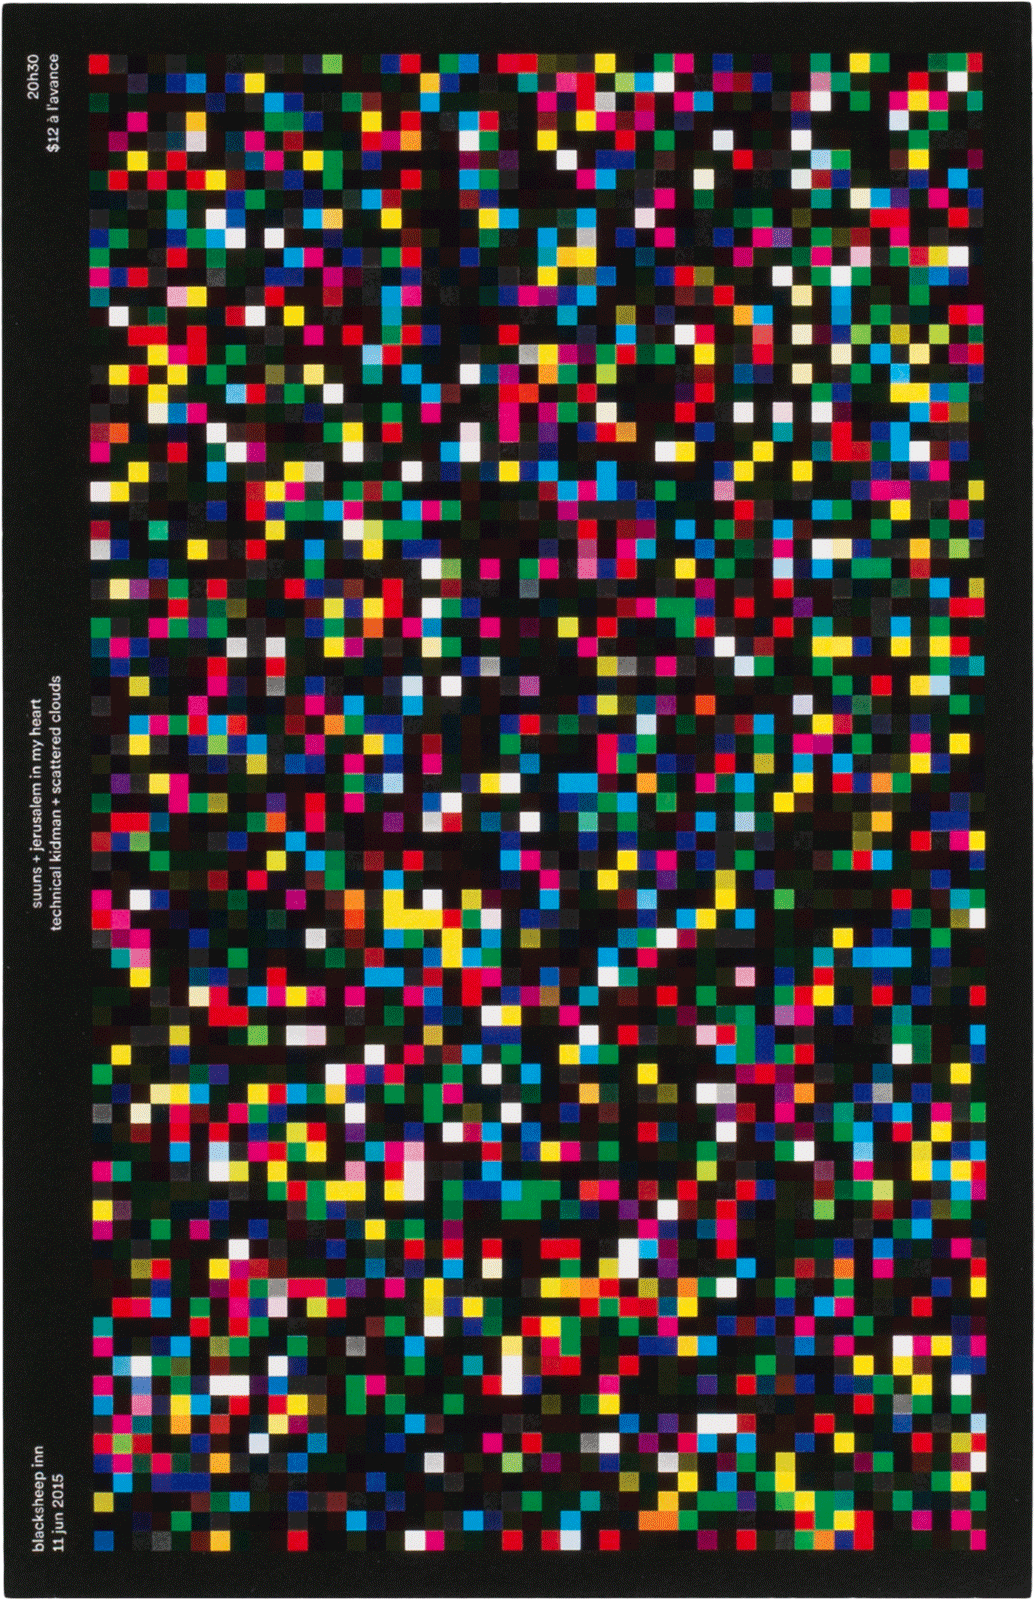 blacksheep inn
11 jun 2015
suuns + jerusalem in my heart
technical kidman + scattered clouds
20h30
$12 à l'avance